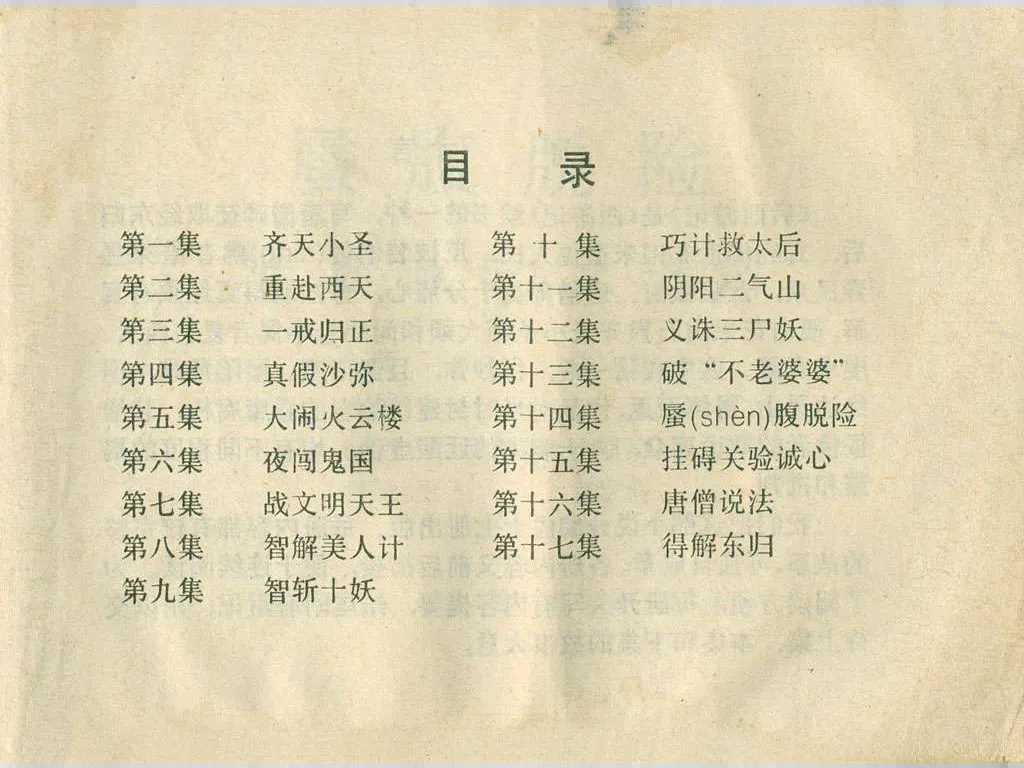 目 录
第一集 齐天小圣
第二集 重赴西天
第三集 一戒归正
第四集 真假沙弥
第五集 大闹火云楼
第六集 夜闯鬼国
第七集 战文明天王
第八集 智解美人计
第九集 智斩十妖
第十集 巧计救太后
第十一集 阴阳二气山
第十二集 义诛三尸妖
第十三集 破“不老婆婆”
第十四集 蜃(shèn)腹脱险
第十五集 挂碍关验诚心
第十六集 唐僧说法
第十七集 得解东归